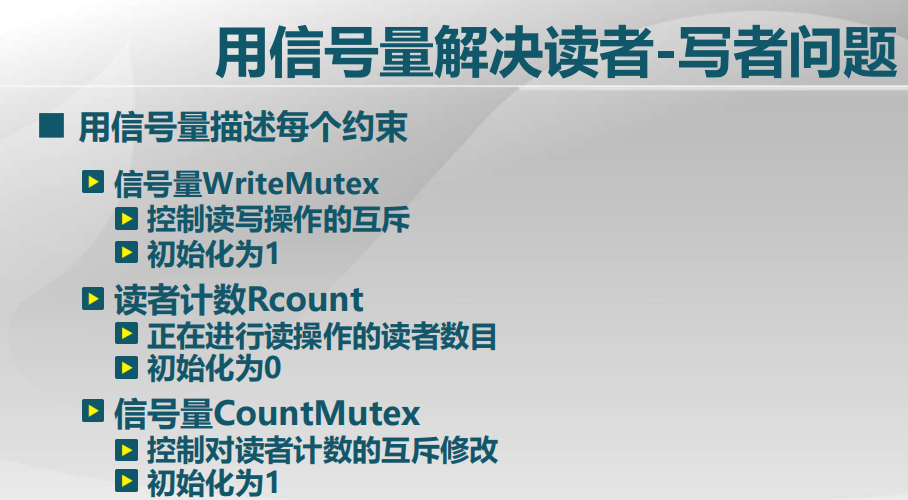 用信号量解决读者-写者问题
用信号量描述每个约束
信号量WriteMutex
控制读写操作的互斥
初始化为1
读者计数Rcount
正在进行读操作的读者数目
初始化为0
信号量CountMutex
控制对读者计数的互斥修改
初始化为1